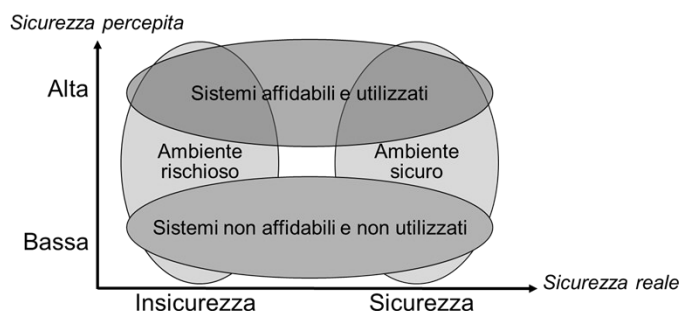 Sicurezza percepita
Alta
Sistemi affidabili e utilizzati
Ambiente
rischioso
Ambiente
sicuro
Sistemi non affidabili e non utilizzati
Bassa
Sicurezza reale
Insicurezza
Sicurezza